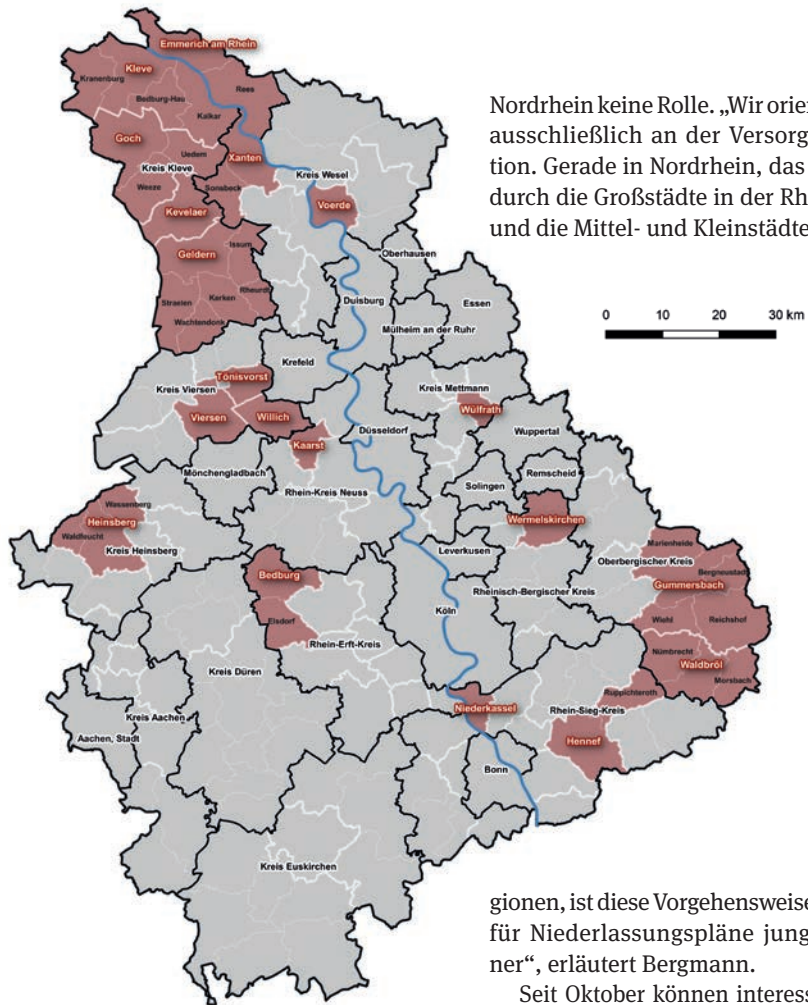 Emmerich am Rhein
Kleve
Kranenburg
Rees
Bedburg-Hau
Kalkar
Goch
Uedem
Xanten
Kreis Kleve
Kreis Wesel
Weeze
Sonsbeck
Voerde
Kevelaer
Geldern
Issum
Oberhausen
Rheurdt
Straelen
Kerken
Duisburg
Essen
Wachtendonk
Mülheim an der Ruhr
Krefeld
Tönisvorst
Kreis Viersen
Kreis Mettmann
Viersen
Willich
Wülfrath
Düsseldorf
Wuppertal
Kaarst
Mönchengladbach
Remscheid
Solingen
Rhein-Kreis Neuss
Wassenberg
Wermelskirchen
Heinsberg
Waldfeucht
Kreis Heinsberg
Leverkusen
Marienheide
Oberbergischer Kreis
Bergneustadt
Bedburg
Gummersbach
Rheinisch-Bergischer Kreis
Köln
Elsdorf
Wiehl
Reichshof
Rhein-Erft-Kreis
Nümbrecht
Waldbröl
Kreis Düren
Morsbach
Ruppichteroth
Niederkassel
Rhein-Sieg-Kreis
Kreis Aachen
Aachen, Stadt
Hennef
Bonn
Kreis Euskirchen
0 10 20 30 km
Nordrhein keine Rolle. „Wir orien
ausschließlich an der Versorg
tion. Gerade in Nordrhein, das
durch die Großstädte in der Rh
und die Mittel- und Kleinstädte
gionen, ist diese Vorgehensweise
für Niederlassungspläne jung
ner“, erläutert Bergmann.
Seit Oktober können interess